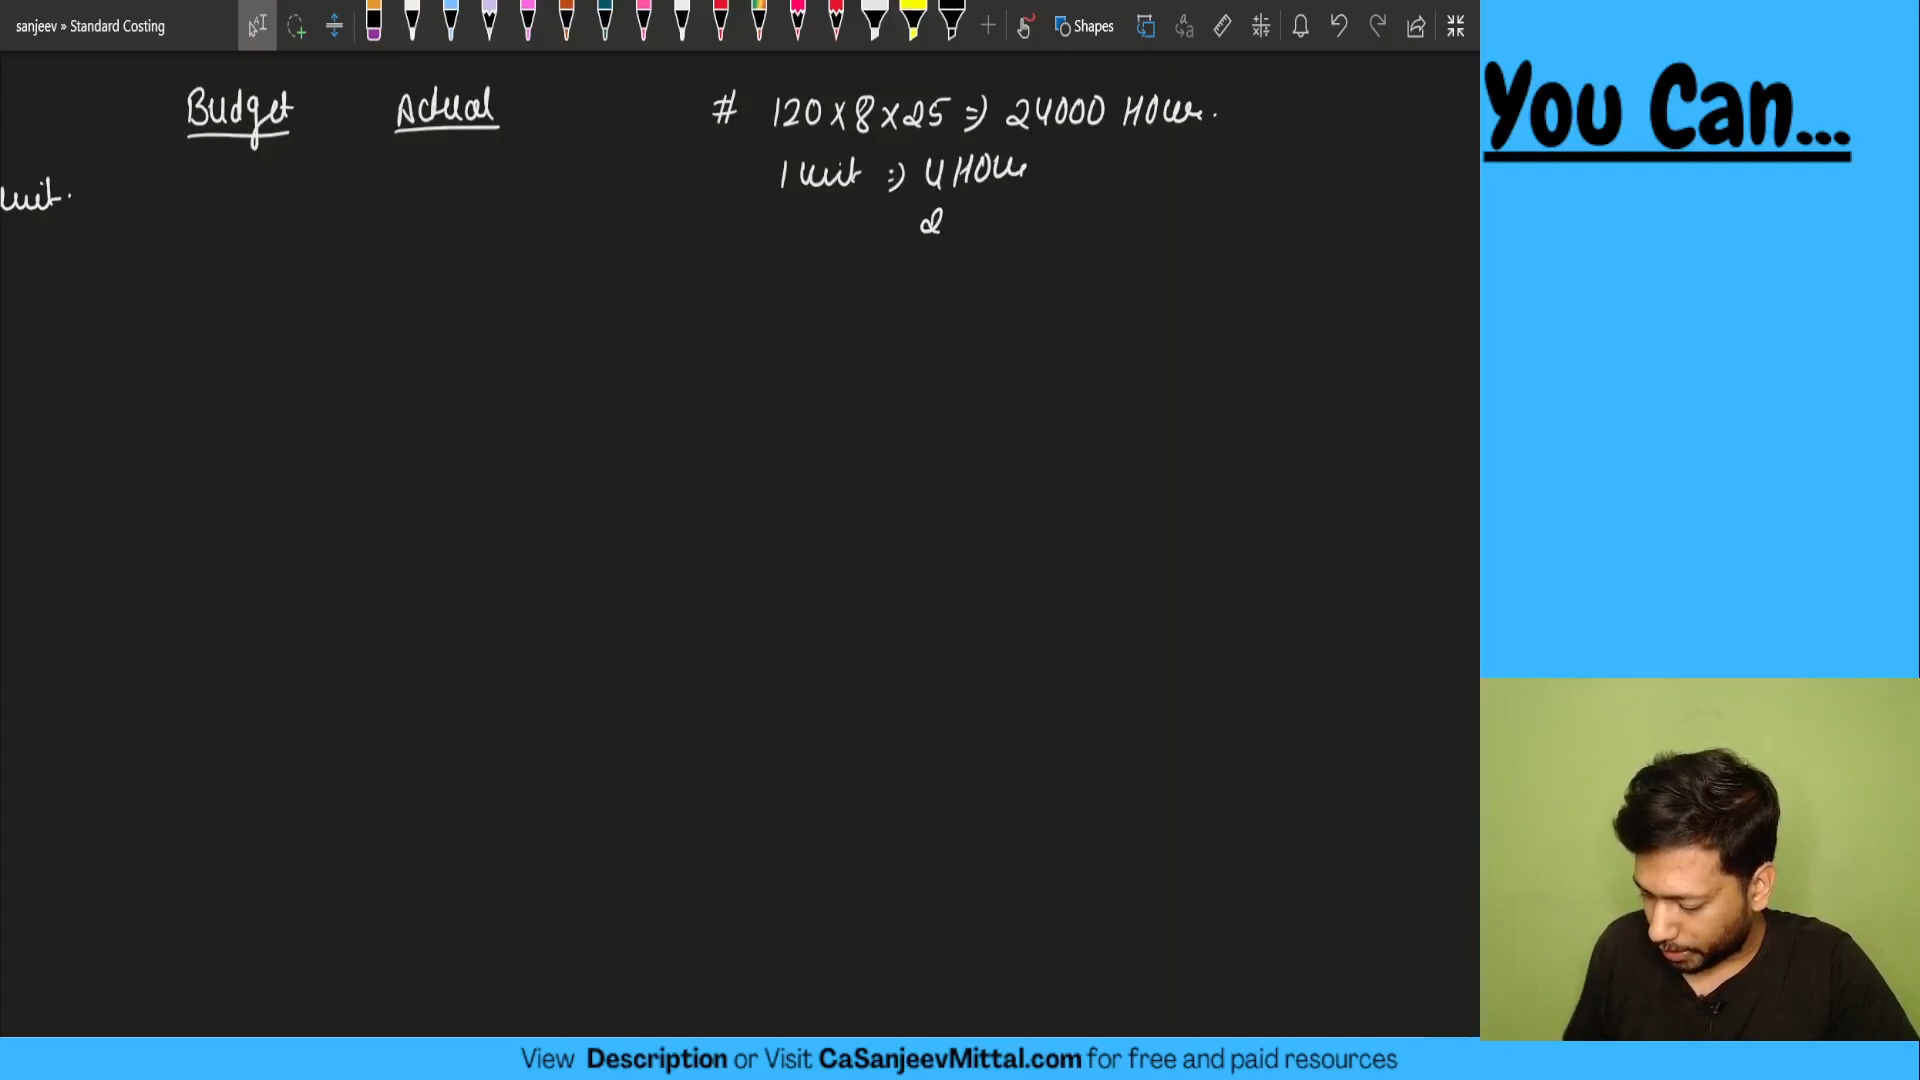 sanjeev » Standard Costing
Shapes
Budget Actual # 120 x 8 x 25 => 24000 Hour.
unit.
1 unit => 4 Hour
2
You Can...
View Description or Visit CaSanjeevMittal.com for free and paid resources